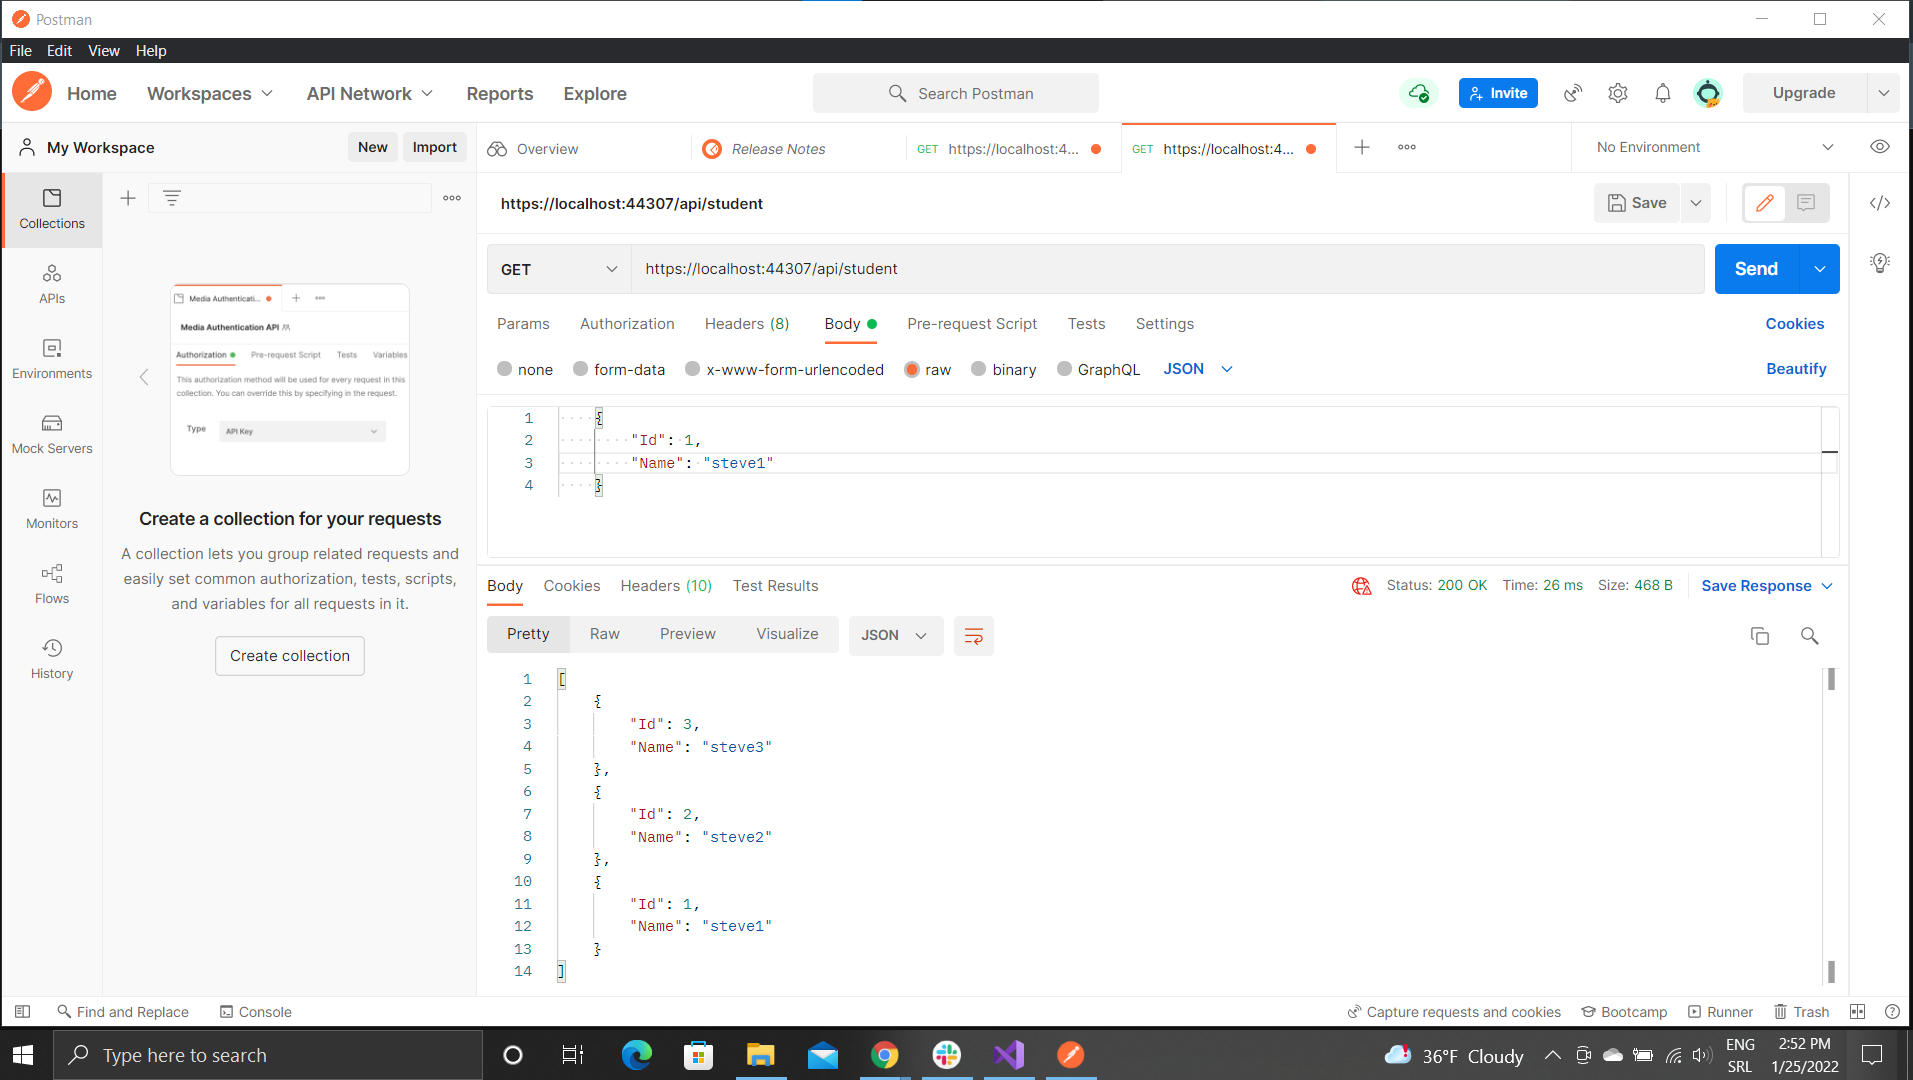 Postman
File Edit View Help
Home Workspaces API Network Reports Explore
Search Postman
Invite
Upgrade
My Workspace
New Import
Overview
Release Notes
GET https://localhost:4...
GET https://localhost:4...
No Environment
Collections
APIs
Environments
Mock Servers
Monitors
Flows
History
Media Authenticati...
Media Authentication API
Authorization Pre-request Script Tests Variables
This authorization method will be used for every request in this
collection. You can override this by specifying in the request.
Type API Key
Create a collection for your requests
A collection lets you group related requests and
easily set common authorization, tests, scripts,
and variables for all requests in it.
Create collection
https://localhost:44307/api/student
Save
GET https://localhost:44307/api/student
Send
Params Authorization Headers (8) Body Pre-request Script Tests Settings
Cookies
none form-data x-www-form-urlencoded raw binary GraphQL JSON
Beautify
1 {
2 "Id": 1,
3 "Name": "steve1"
4 }
Body Cookies Headers (10) Test Results
Status: 200 OK Time: 26 ms Size: 468 B Save Response
Pretty Raw Preview Visualize JSON
1 [
2 {
3 "Id": 3,
4 "Name": "steve3"
5 },
6 {
7 "Id": 2,
8 "Name": "steve2"
9 },
10 {
11 "Id": 1,
12 "Name": "steve1"
13 }
14 ]
Find and Replace Console
Capture requests and cookies Bootcamp Runner Trash
Type here to search
36°F Cloudy
ENG
SRL
2:52 PM
1/25/2022